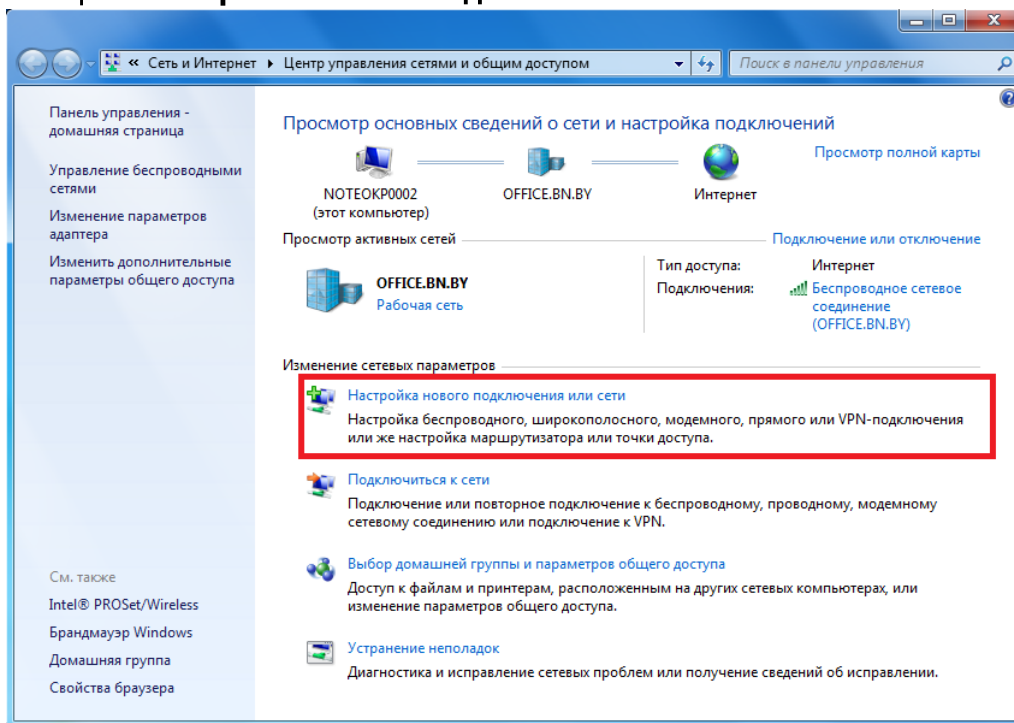 « Сеть и Интернет ▸ Центр управления сетями и общим доступом
Поиск в панели управления
Панель управления -
домашняя страница
Управление беспроводными
сетями
Изменение параметров
адаптера
Изменить дополнительные
параметры общего доступа
См. также
Intel® PROSet/Wireless
Брандмауэр Windows
Домашняя группа
Свойства браузера
Просмотр основных сведений о сети и настройка подключений
Просмотр полной карты
NOTEOKP0002
(этот компьютер)
OFFICE.BN.BY
Интернет
Просмотр активных сетей
Подключение или отключение
OFFICE.BN.BY
Рабочая сеть
Тип доступа: Интернет
Подключения: Беспроводное сетевое
соединение
(OFFICE.BN.BY)
Изменение сетевых параметров
Настройка нового подключения или сети
Настройка беспроводного, широкополосного, модемного, прямого или VPN-подключения
или же настройка маршрутизатора или точки доступа.
Подключиться к сети
Подключение или повторное подключение к беспроводному, проводному, модемному
сетевому соединению или подключение к VPN.
Выбор домашней группы и параметров общего доступа
Доступ к файлам и принтерам, расположенным на других сетевых компьютерах, или
изменение параметров общего доступа.
Устранение неполадок
Диагностика и исправление сетевых проблем или получение сведений об исправлении.